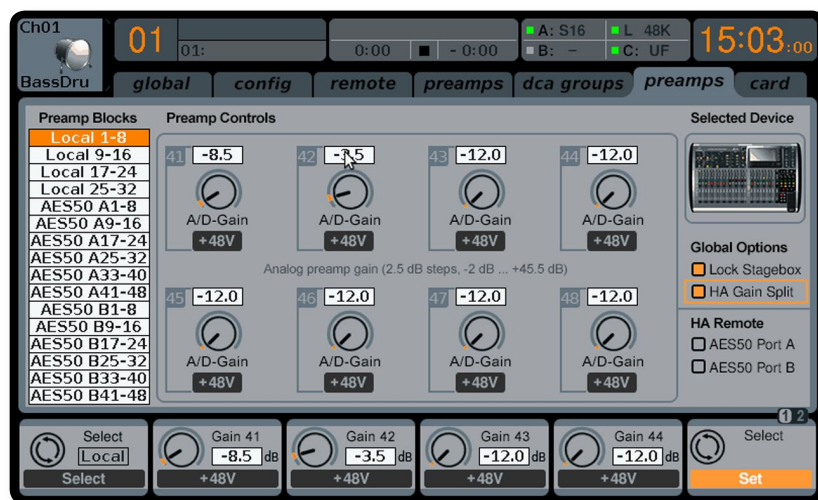 Ch01
BassDru
01
01:
0:00
- 0:00
A: S16
B: -
L 48K
C: UF
15:03:00
global
config
remote
preamps
dca groups
preamps
card
Preamp Blocks
Local 1-8
Local 9-16
Local 17-24
Local 25-32
AES50 A1-8
AES50 A9-16
AES50 A17-24
AES50 A25-32
AES50 A33-40
AES50 A41-48
AES50 B1-8
AES50 B9-16
AES50 B17-24
AES50 B25-32
AES50 B33-40
AES50 B41-48
Preamp Controls
41 -8.5
A/D-Gain
+48V
42
A/D-Gain
+48V
43 -12.0
A/D-Gain
+48V
44 -12.0
A/D-Gain
+48V
Analog preamp gain (2.5 dB steps, -2 dB ... +45.5 dB)
45 -12.0
A/D-Gain
+48V
46 -12.0
A/D-Gain
+48V
47 -12.0
A/D-Gain
+48V
48 -12.0
A/D-Gain
+48V
Selected Device
Global Options
Lock Stagebox
HA Gain Split
HA Remote
AES50 Port A
AES50 Port B
1 2
Select
Local
Select
Gain 41
-8.5 dB
+48V
Gain 42
-3.5 dB
+48V
Gain 43
-12.0 dB
+48V
Gain 44
-12.0 dB
+48V
Select
Set